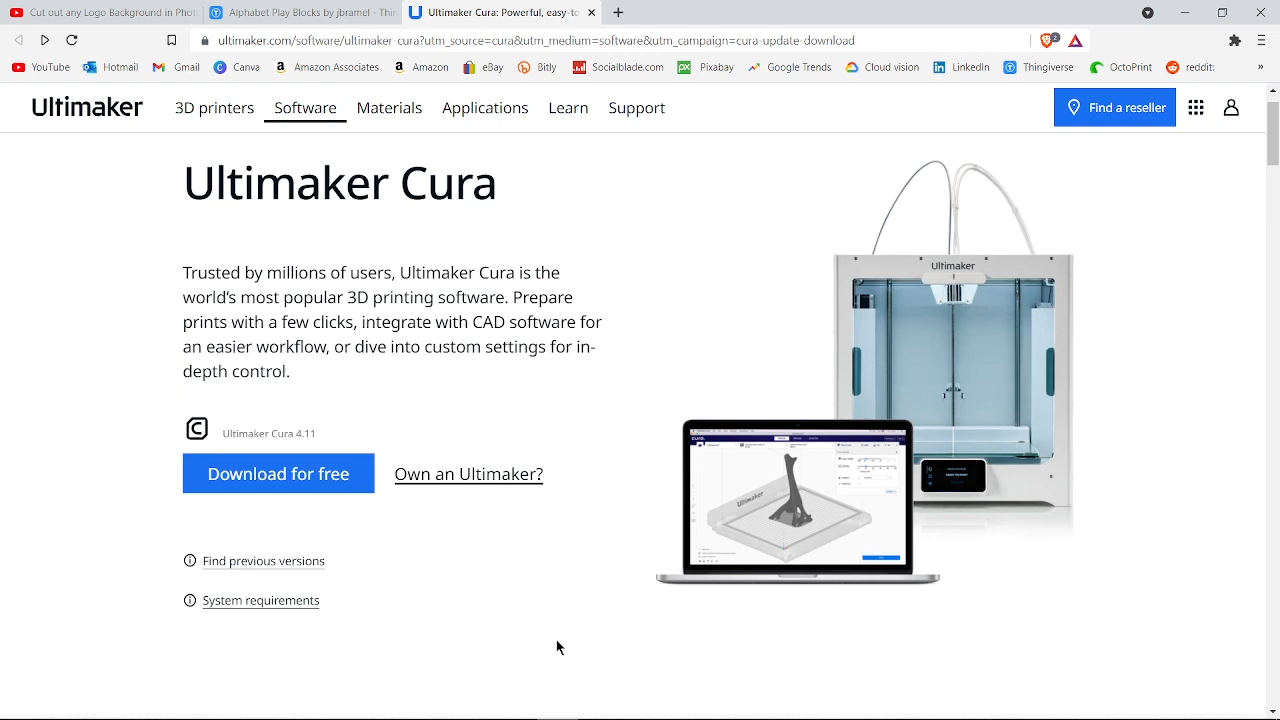 Cut out any Logo Background in Phot
Alphabet Play Blocks by jbramel - Thin
Ultimaker Cura: Powerful, easy-to
ultimaker.com/software/ultimaker-cura?utm_source=cura&utm_medium=software&utm_campaign=cura-update-download
2
YouTube Hotmail Gmail Canva Amazon Associates Amazon eBay Bitly Socialblade.com Pixabay Google Trends Cloud vision LinkedIn Thingiverse OctoPrint reddit: »
Ultimaker 3D printers Software Materials Applications Learn Support Find a reseller
Ultimaker Cura
Trusted by millions of users, Ultimaker Cura is the
world's most popular 3D printing software. Prepare
prints with a few clicks, integrate with CAD software for
an easier workflow, or dive into custom settings for in-
depth control.
Ultimaker Cura 4.11
Download for free Own an Ultimaker?
Find previous versions
System requirements
Ultimaker
cura.
Ultimaker